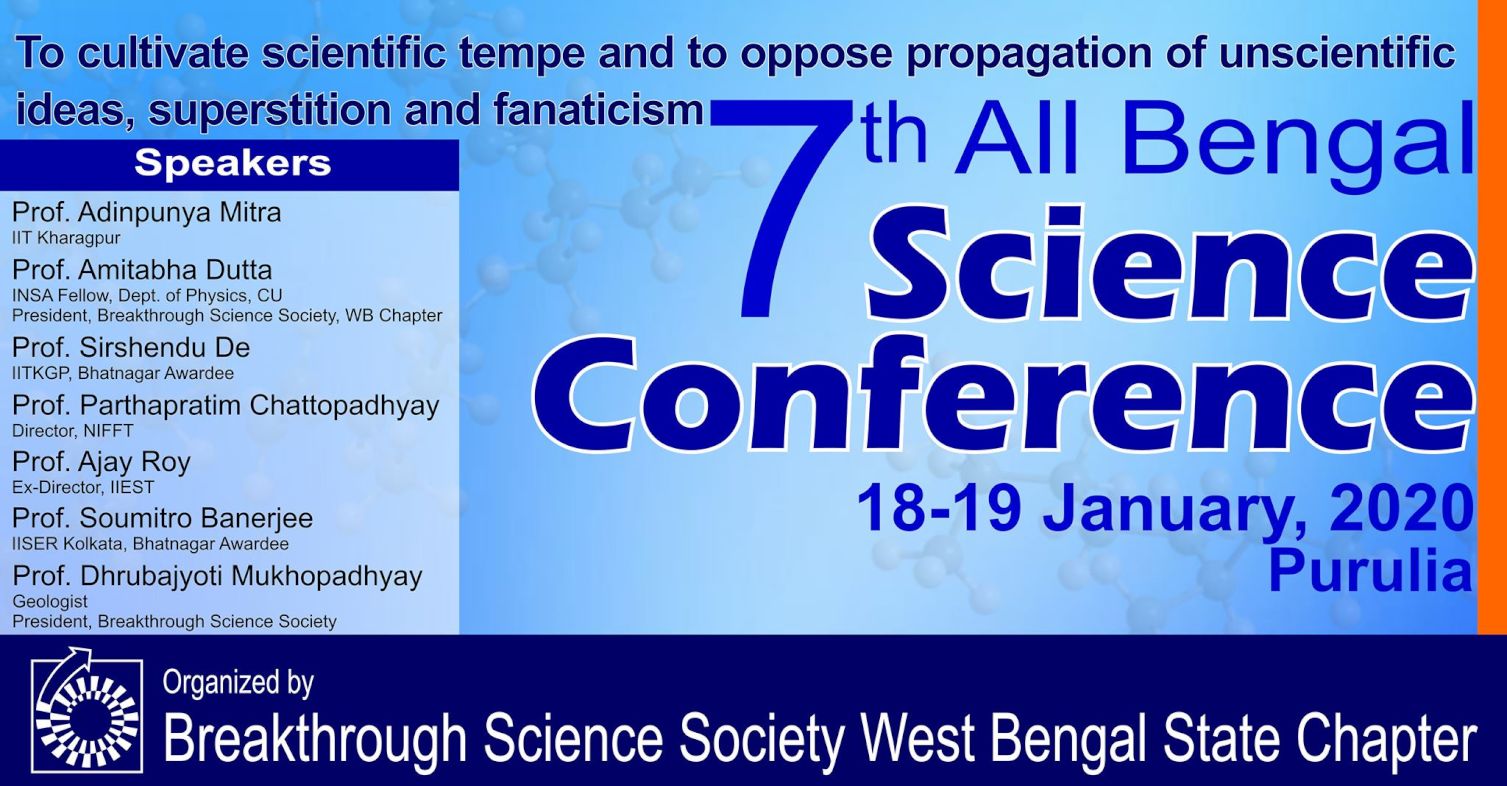 To cultivate scientific tempe and to oppose propagation of unscientific
ideas, superstition and fanaticism
7th All Bengal
Science
Conference
18-19 January, 2020
Purulia
Speakers
Prof. Adinpunya Mitra
IIT Kharagpur
Prof. Amitabha Dutta
INSA Fellow, Dept. of Physics, CU
President, Breakthrough Science Society, WB Chapter
Prof. Sirshendu De
IITKGP, Bhatnagar Awardee
Prof. Parthapratim Chattopadhyay
Director, NIFFT
Prof. Ajay Roy
Ex-Director, IIEST
Prof. Soumitro Banerjee
IISER Kolkata, Bhatnagar Awardee
Prof. Dhrubajyoti Mukhopadhyay
Geologist
President, Breakthrough Science Society
Organized by
Breakthrough Science Society West Bengal State Chapter